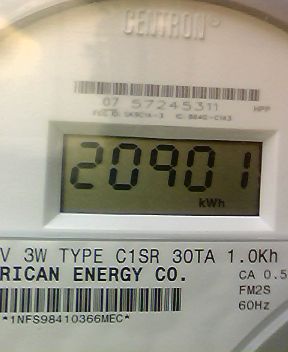 CENTRON
07 57245311 HPP
20901
kWh
V 3W TYPE C1SR 30TA 1.0Kh
RICAN ENERGY CO. CA 0.5
FM2S
60Hz
*1NFS98410366MEC*